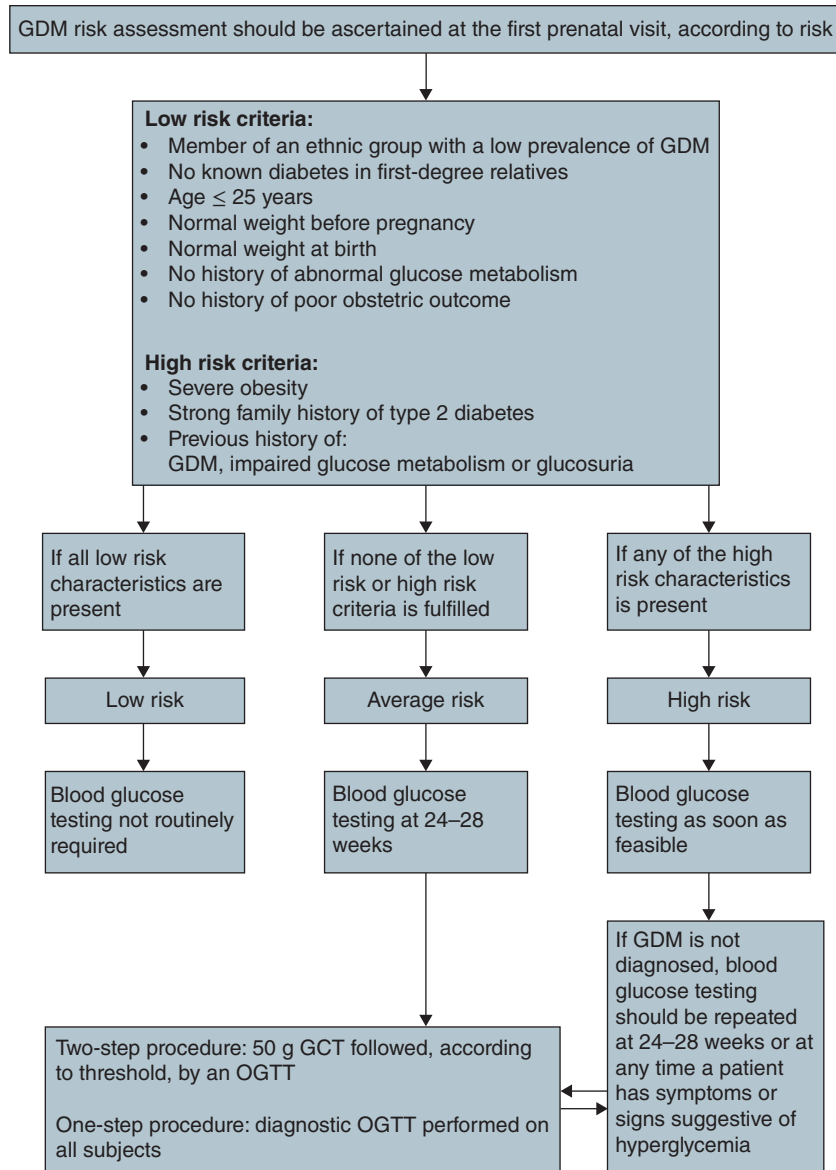 GDM risk assessment should be ascertained at the first prenatal visit, according to risk
Low risk criteria:
• Member of an ethnic group with a low prevalence of GDM
• No known diabetes in first-degree relatives
• Age ≤ 25 years
• Normal weight before pregnancy
• Normal weight at birth
• No history of abnormal glucose metabolism
• No history of poor obstetric outcome
High risk criteria:
• Severe obesity
• Strong family history of type 2 diabetes
• Previous history of:
GDM, impaired glucose metabolism or glucosuria
If all low risk
characteristics are
present
If none of the low
risk or high risk
criteria is fulfilled
If any of the high
risk characteristics
is present
Low risk
Average risk
High risk
Blood glucose
testing not routinely
required
Blood glucose
testing at 24–28
weeks
Blood glucose
testing as soon as
feasible
If GDM is not
diagnosed, blood
glucose testing
should be repeated
at 24–28 weeks or at
any time a patient
has symptoms or
signs suggestive of
hyperglycemia
Two-step procedure: 50 g GCT followed, according
to threshold, by an OGTT
One-step procedure: diagnostic OGTT performed on
all subjects